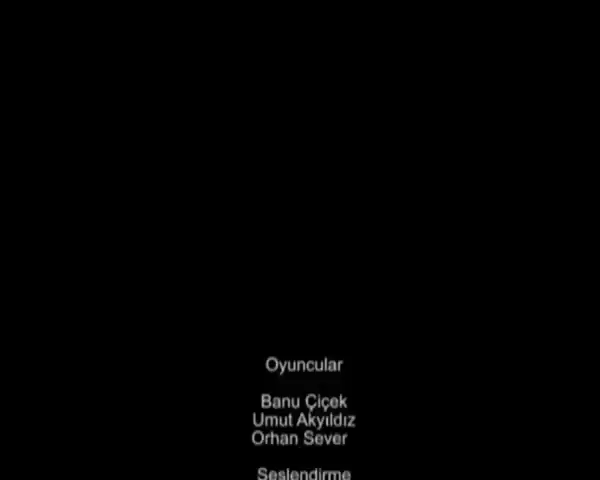 Oyuncular
Banu Çiçek
Umut Akyıldız
Orhan Sever
Seslendirme